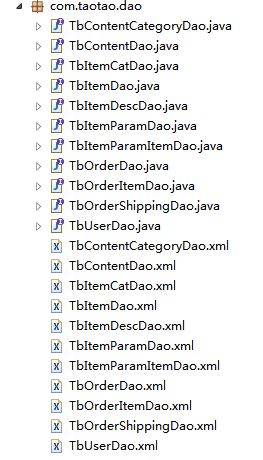 com.taotao.dao
TbContentCategoryDao.java
TbContentDao.java
TbItemCatDao.java
TbItemDao.java
TbItemDescDao.java
TbItemParamDao.java
TbItemParamItemDao.java
TbOrderDao.java
TbOrderItemDao.java
TbOrderShippingDao.java
TbUserDao.java
TbContentCategoryDao.xml
TbContentDao.xml
TbItemCatDao.xml
TbItemDao.xml
TbItemDescDao.xml
TbItemParamDao.xml
TbItemParamItemDao.xml
TbOrderDao.xml
TbOrderItemDao.xml
TbOrderShippingDao.xml
TbUserDao.xml